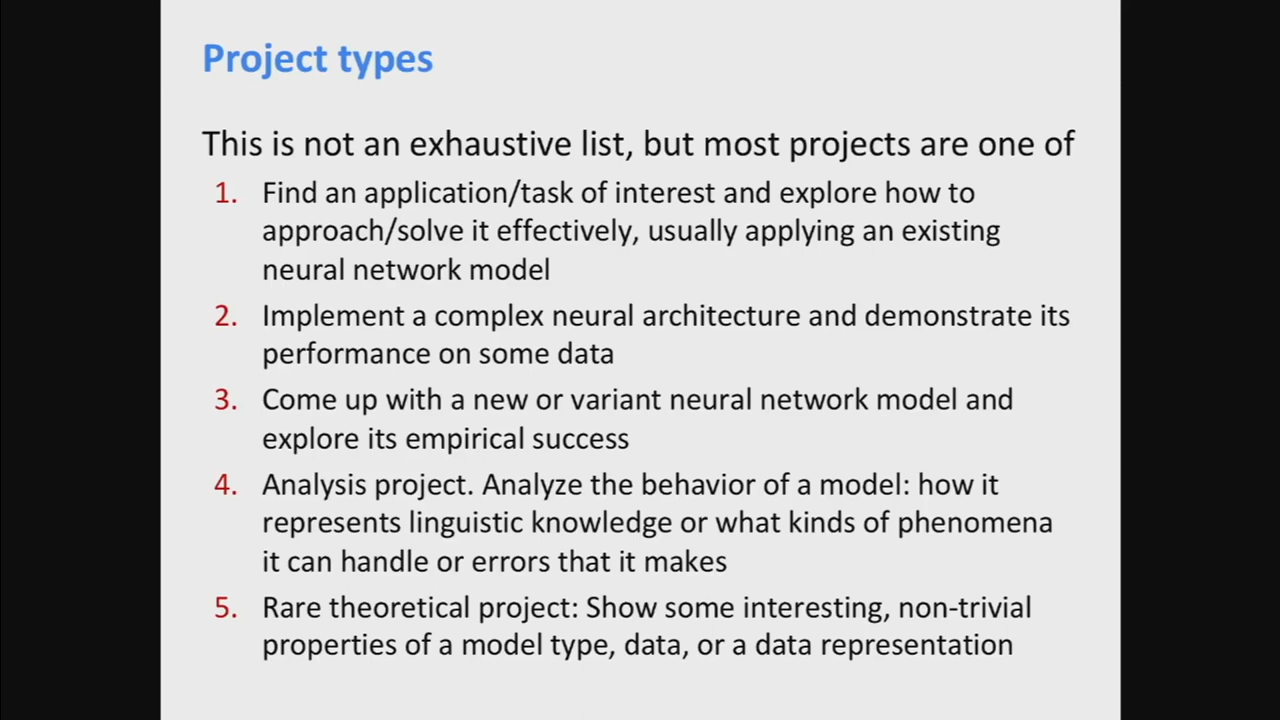 Project types
This is not an exhaustive list, but most projects are one of
1. Find an application/task of interest and explore how to
approach/solve it effectively, usually applying an existing
neural network model
2. Implement a complex neural architecture and demonstrate its
performance on some data
3. Come up with a new or variant neural network model and
explore its empirical success
4. Analysis project. Analyze the behavior of a model: how it
represents linguistic knowledge or what kinds of phenomena
it can handle or errors that it makes
5. Rare theoretical project: Show some interesting, non-trivial
properties of a model type, data, or a data representation